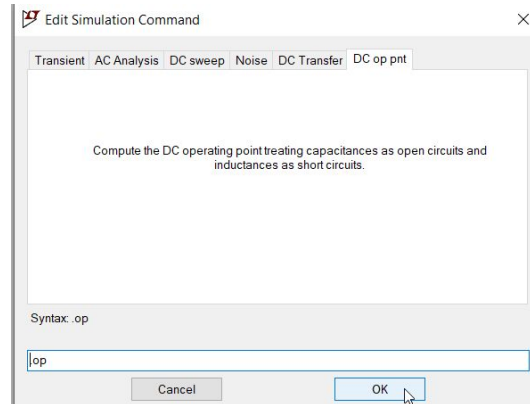 Edit Simulation Command
Transient AC Analysis DC sweep Noise DC Transfer DC op pnt
Compute the DC operating point treating capacitances as open circuits and
inductances as short circuits.
Syntax: .op
.op
Cancel OK